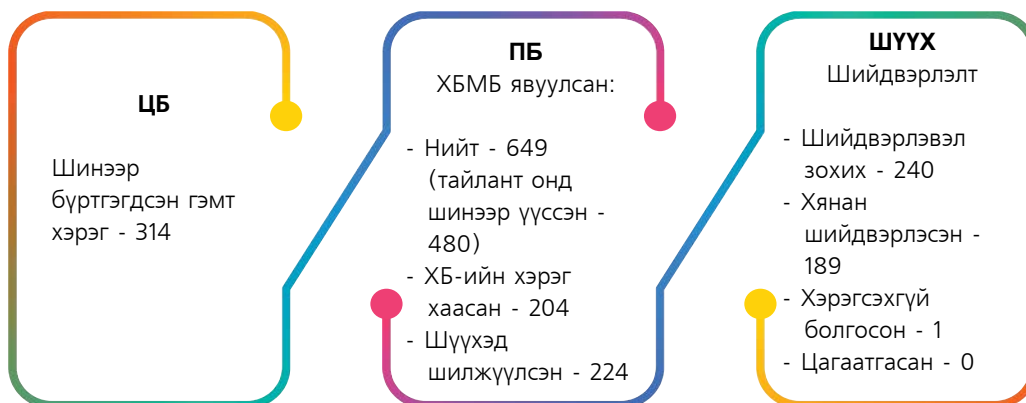 ЦБ
Шинээр
бүртгэгдсэн гэмт
хэрэг - 314
ПБ
ХБМБ явуулсан:
- Нийт - 649
(тайлант онд
шинээр үүссэн -
480)
- ХБ-ийн хэрэг
хаасан - 204
- Шүүхэд
шилжүүлсэн - 224
ШҮҮХ
Шийдвэрлэлт
- Шийдвэрлэвэл
зохих - 240
- Хянан
шийдвэрлэсэн -
189
- Хэрэгсэхгүй
болгосон - 1
- Цагаатгасан - 0